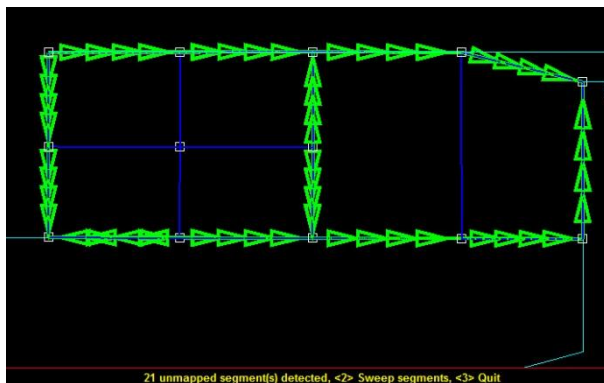 21 unmapped segment(s) detected, <2> Sweep segments, <3> Quit